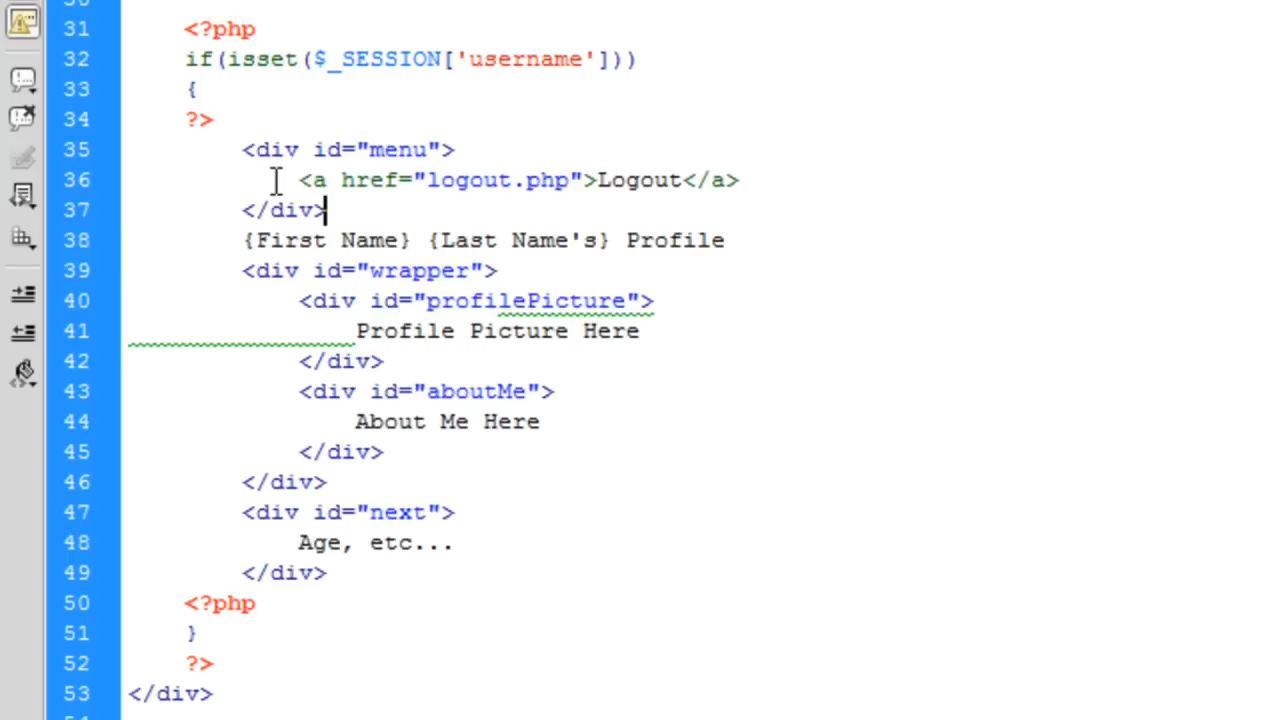 31 <?php
32 if(isset($_SESSION['username']))
33 {
34 ?>
35 <div id="menu">
36 <a href="logout.php">Logout</a>
37 </div>
38 {First Name} {Last Name's} Profile
39 <div id="wrapper">
40 <div id="profilePicture">
41 Profile Picture Here
42 </div>
43 <div id="aboutMe">
44 About Me Here
45 </div>
46 </div>
47 <div id="next">
48 Age, etc...
49 </div>
50 <?php
51 }
52 ?>
53 </div>